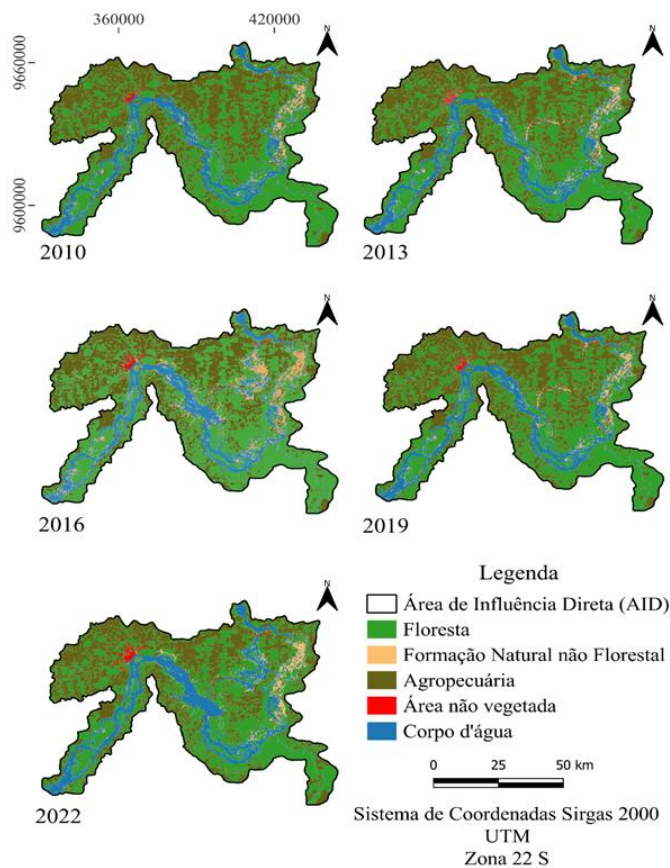 360000 420000
N N
9660000
9600000
2010 2013
N N
2016 2019
N
Legenda
Área de Influência Direta (AID)
Floresta
Formação Natural não Florestal
Agropecuária
Área não vegetada
Corpo d'água
0 25 50 km
2022
Sistema de Coordenadas Sirgas 2000
UTM
Zona 22 S